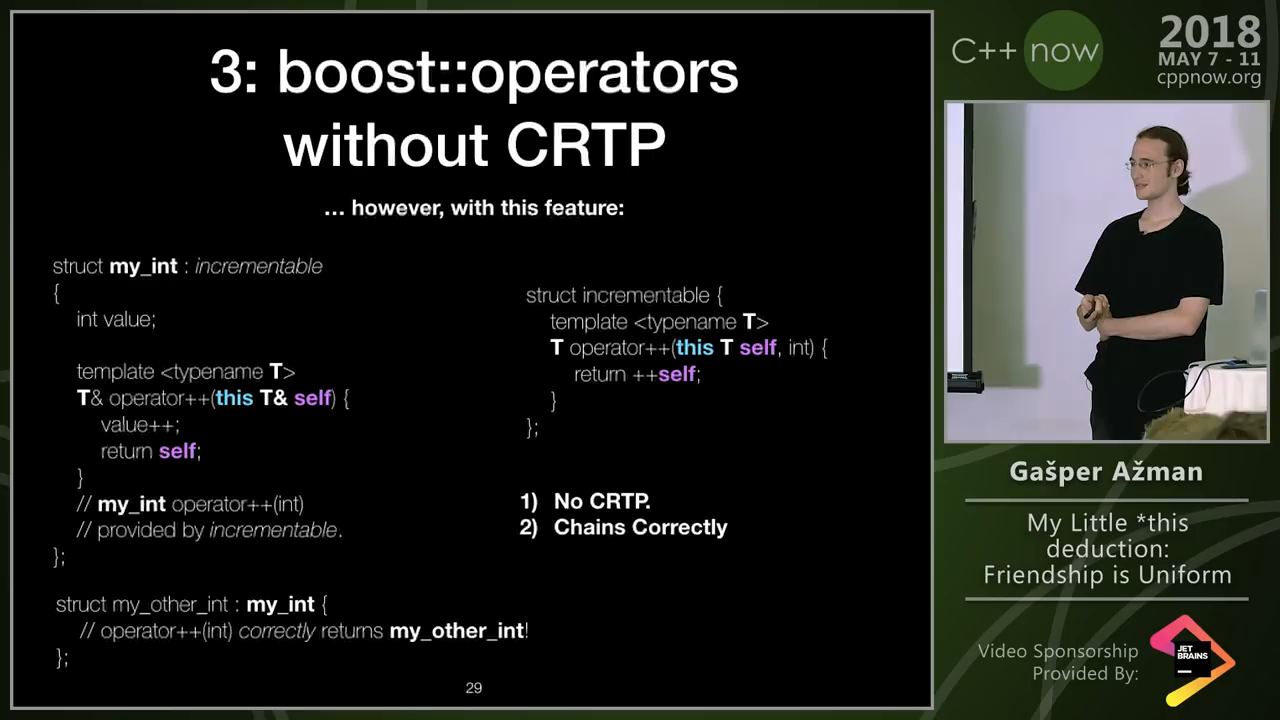 3: boost::operators
without CRTP
… however, with this feature:
struct my_int : incrementable
{
int value;
template <typename T>
T& operator++(this T& self) {
value++;
return self;
}
// my_int operator++(int)
// provided by incrementable.
};
struct my_other_int : my_int {
// operator++(int) correctly returns my_other_int!
};
struct incrementable {
template <typename T>
T operator++(this T self, int) {
return ++self;
}
};
1) No CRTP.
2) Chains Correctly
29
C++ now
2018
MAY 7 - 11
cppnow.org
Gašper Ažman
My Little *this
deduction:
Friendship is Uniform
Video Sponsorship
Provided By:
JET
BRAINS